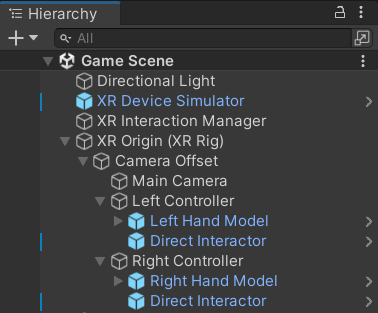 Hierarchy
All
Game Scene
Directional Light
XR Device Simulator
XR Interaction Manager
XR Origin (XR Rig)
Camera Offset
Main Camera
Left Controller
Left Hand Model
Direct Interactor
Right Controller
Right Hand Model
Direct Interactor